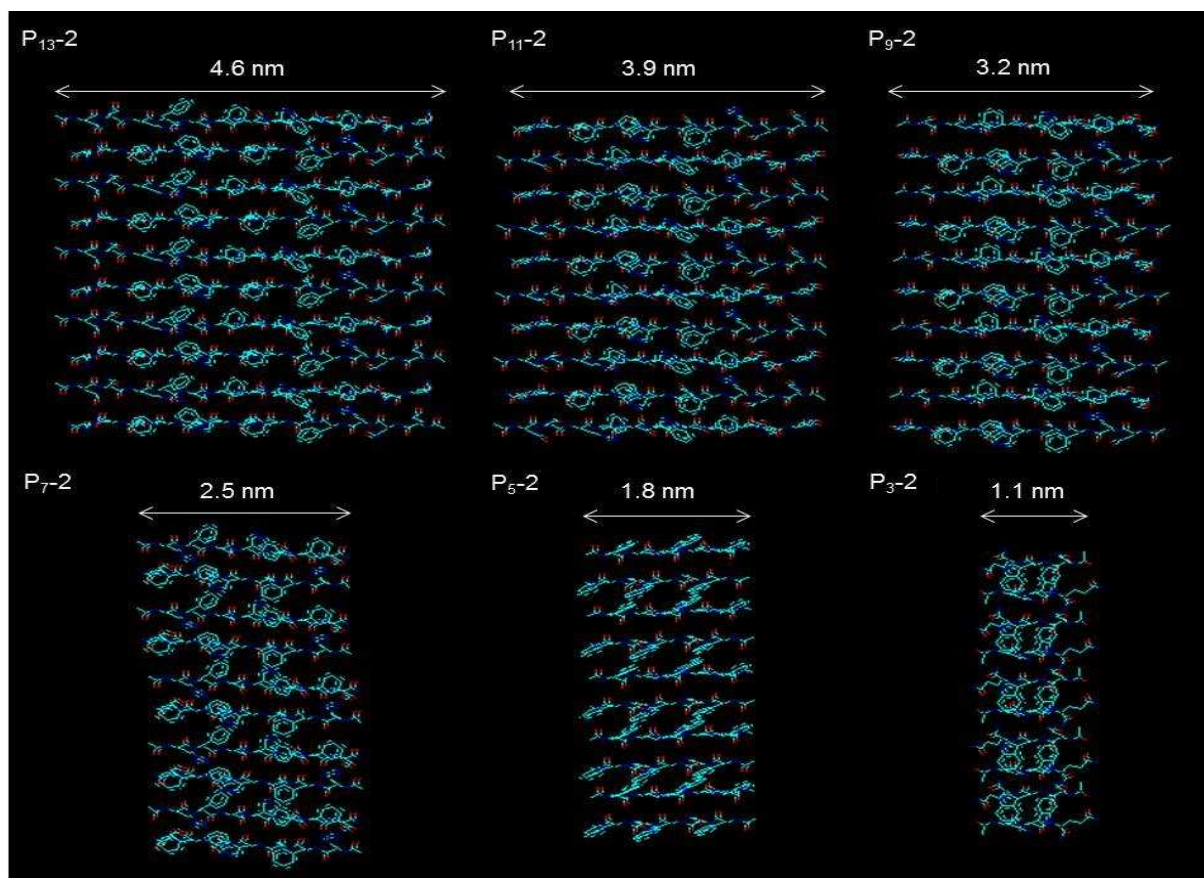 P₁₃-2
4.6 nm
P₁₁-2
3.9 nm
P₉-2
3.2 nm
P₇-2
2.5 nm
P₅-2
1.8 nm
P₃-2
1.1 nm